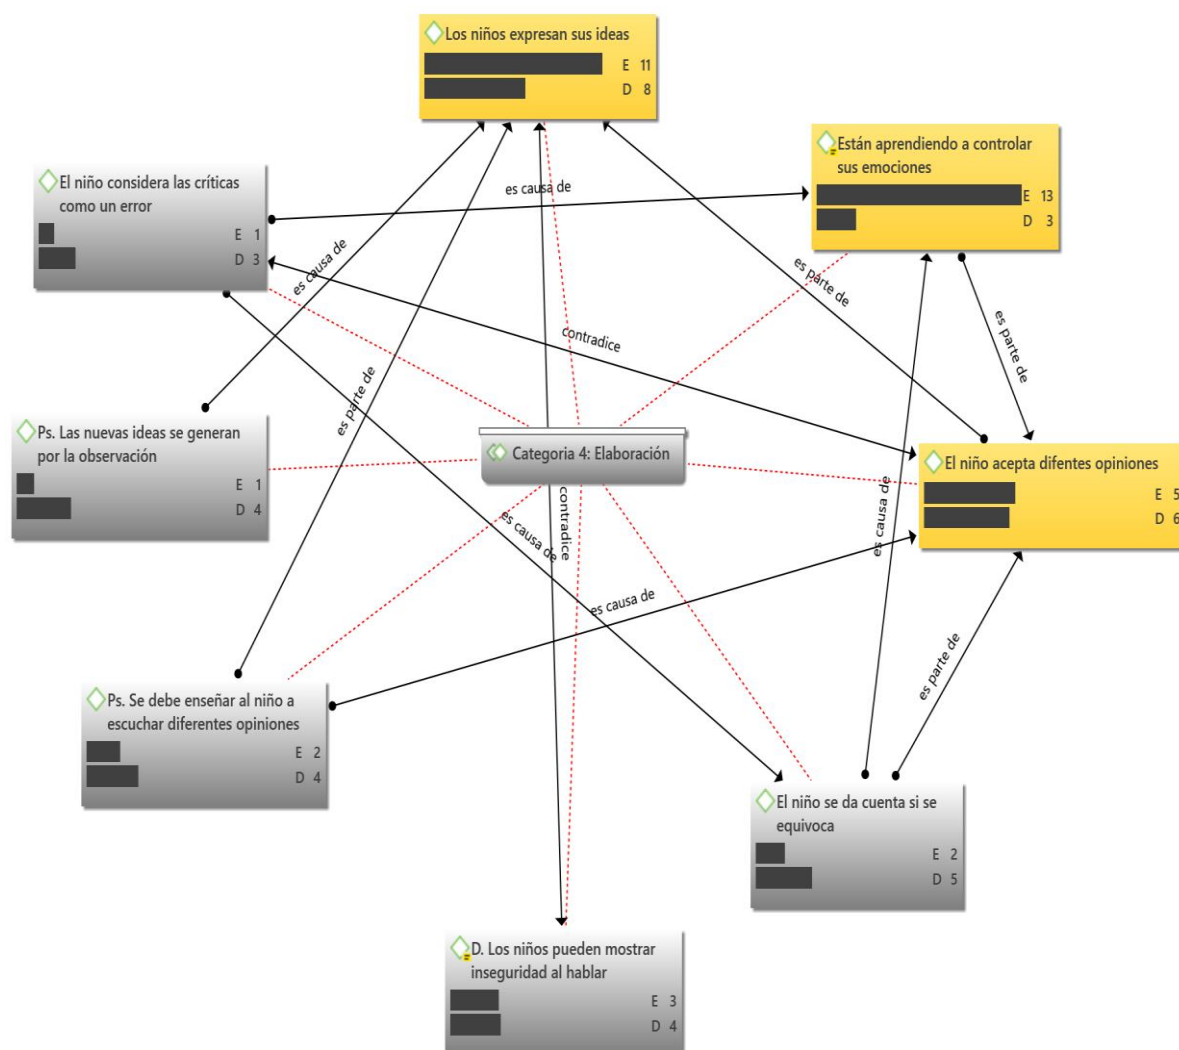 Los niños expresan sus ideas
E 11
D 8
Están aprendiendo a controlar
sus emociones
E 13
D 3
El niño considera las críticas
como un error
E 1
D 3
es causa de
es causa de
es parte de
es parte de
contradice
es parte de
Ps. Las nuevas ideas se generan
por la observación
E 1
D 4
Categoria 4: Elaboración
El niño acepta difentes opiniones
E 5
D 6
es causa de
contradice
es causa de
es causa de
es parte de
Ps. Se debe enseñar al niño a
escuchar diferentes opiniones
E 2
D 4
El niño se da cuenta si se
equivoca
E 2
D 5
D. Los niños pueden mostrar
inseguridad al hablar
E 3
D 4